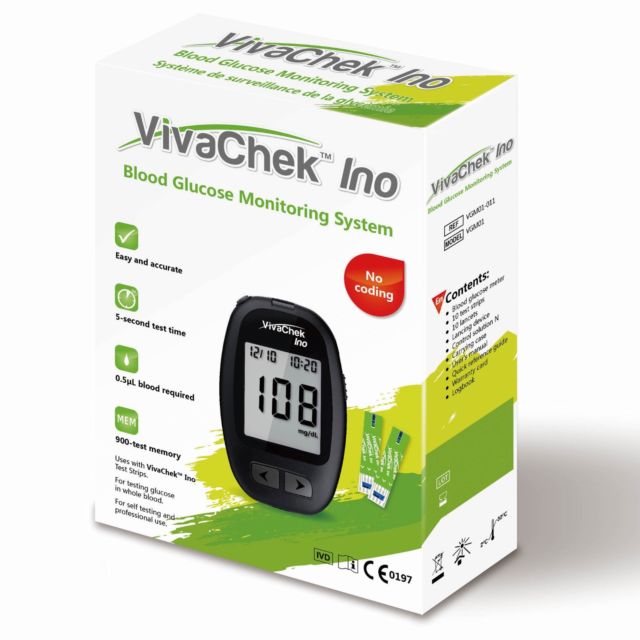 VivaChek™ Ino
Blood Glucose Monitoring System
Système de surveillance de la
VivaChek™ Ino
Blood Glucose Monitoring System
Easy and accurate
5-second test time
0.5µL blood required
MEM
900-test memory
Uses with VivaChek™ Ino
Test Strips.
For testing glucose
in whole blood.
For self testing and
professional use.
No
coding
VivaChek
Ino
12/10 10:20
108
mg/dL
IVD
CE 0197
VivaChek™ Ino
Blood Glucose Monitoring System
REF VGM01-011
MODEL VGM01
En
Contents:
• Blood glucose meter
• 10 test strips
• 10 lancets
• Lancing device
• Control solution N
• Carrying case
• User's manual
• Quick reference guide
• Warranty card
• Logbook
LOT